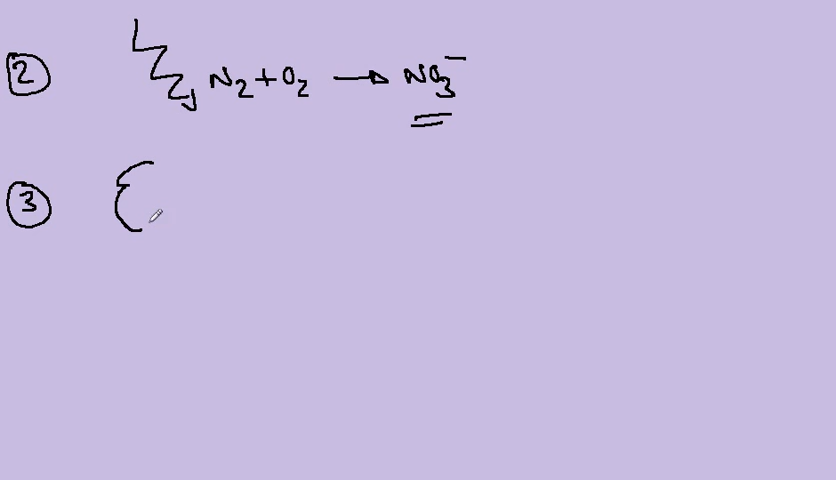 ② N₂ + O₂ → NO₃⁻
③